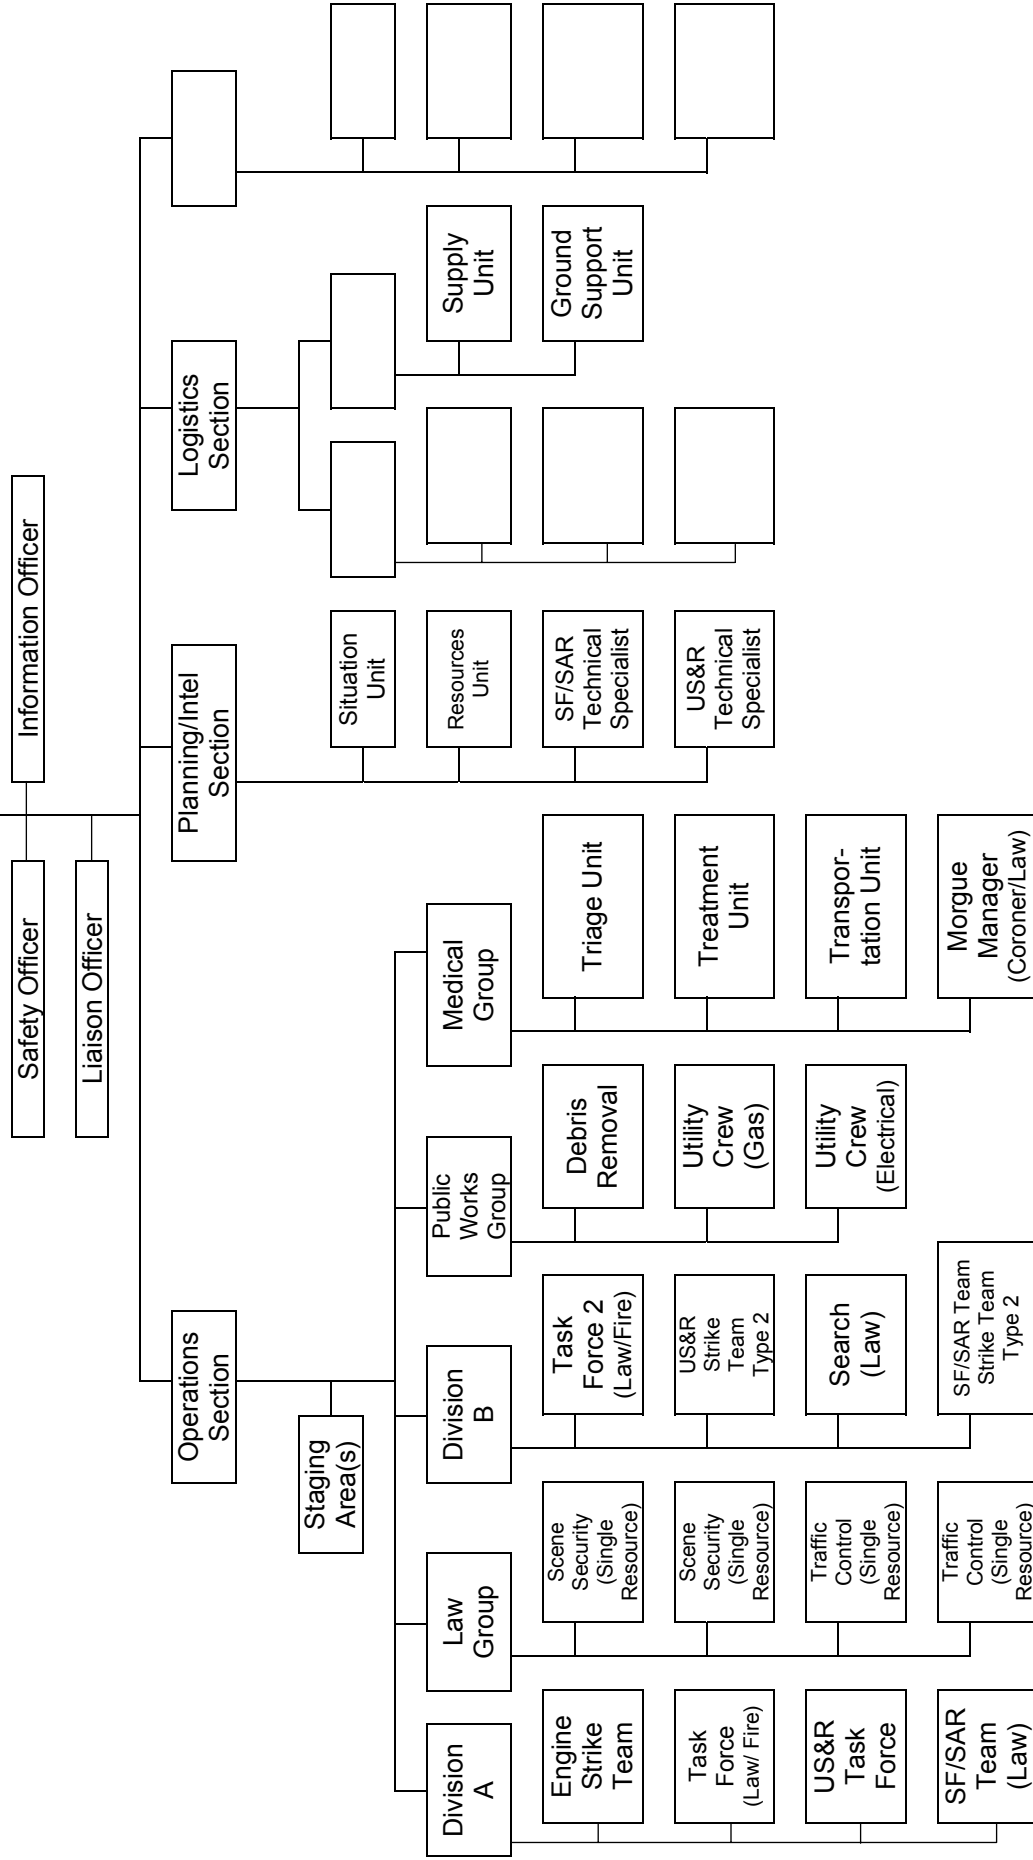 Safety Officer
Information Officer
Liaison Officer
Operations
Section
Planning/Intel
Section
Logistics
Section
Staging
Area(s)
Situation
Unit
Resources
Unit
SF/SAR
Technical
Specialist
US&R
Technical
Specialist
Supply
Unit
Ground
Support
Unit
Division
A
Engine
Strike
Team
Task
Force
(Law/ Fire)
US&R
Task
Force
SF/SAR
Team
(Law)
Law
Group
Scene
Security
(Single
Resource)
Scene
Security
(Single
Resource)
Traffic
Control
(Single
Resource)
Traffic
Control
(Single
Resource)
Division
B
Task
Force 2
(Law/Fire)
US&R
Strike
Team
Type 2
Search
(Law)
SF/SAR Team
Strike Team
Type 2
Public
Works
Group
Debris
Removal
Utility
Crew
(Gas)
Utility
Crew
(Electrical)
Medical
Group
Triage Unit
Treatment
Unit
Transpor-
tation Unit
Morgue
Manager
(Coroner/Law)